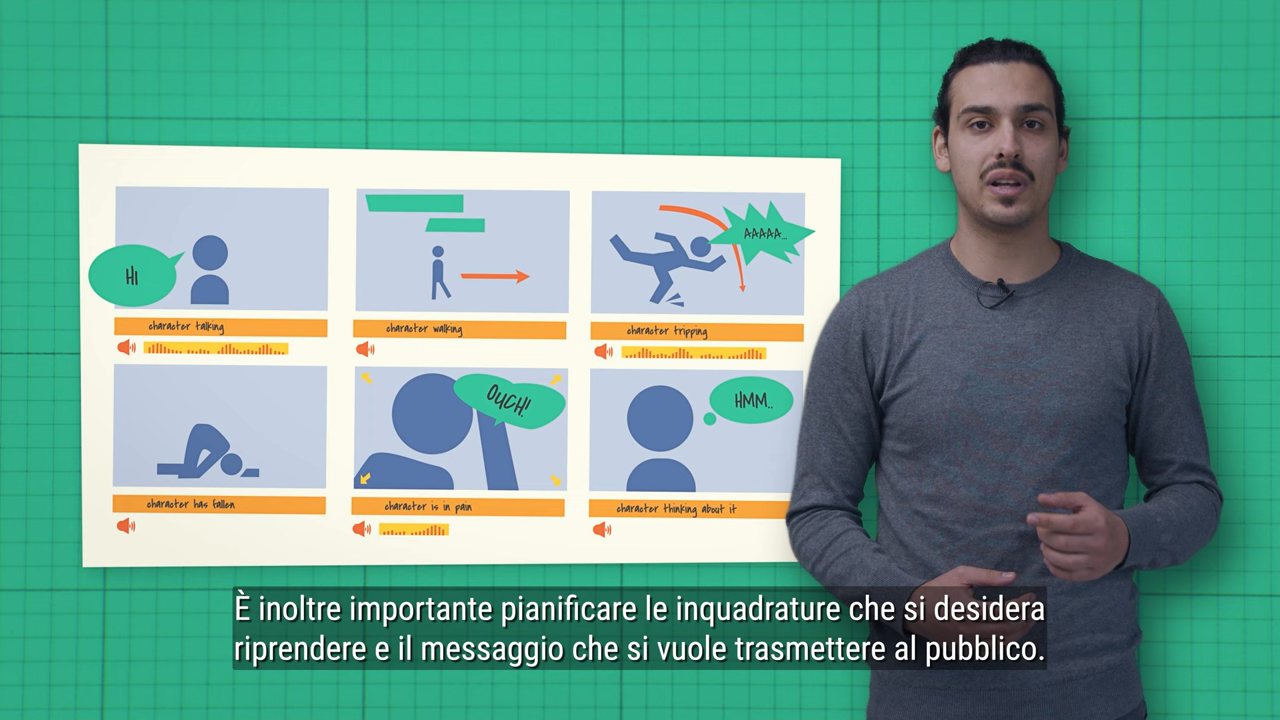 HI
AAAAA...
character talking
character walking
character tripping
OUCH!
HMM..
character has fallen
character is in pain
character thinking about it
È inoltre importante pianificare le inquadrature che si desidera
riprendere e il messaggio che si vuole trasmettere al pubblico.